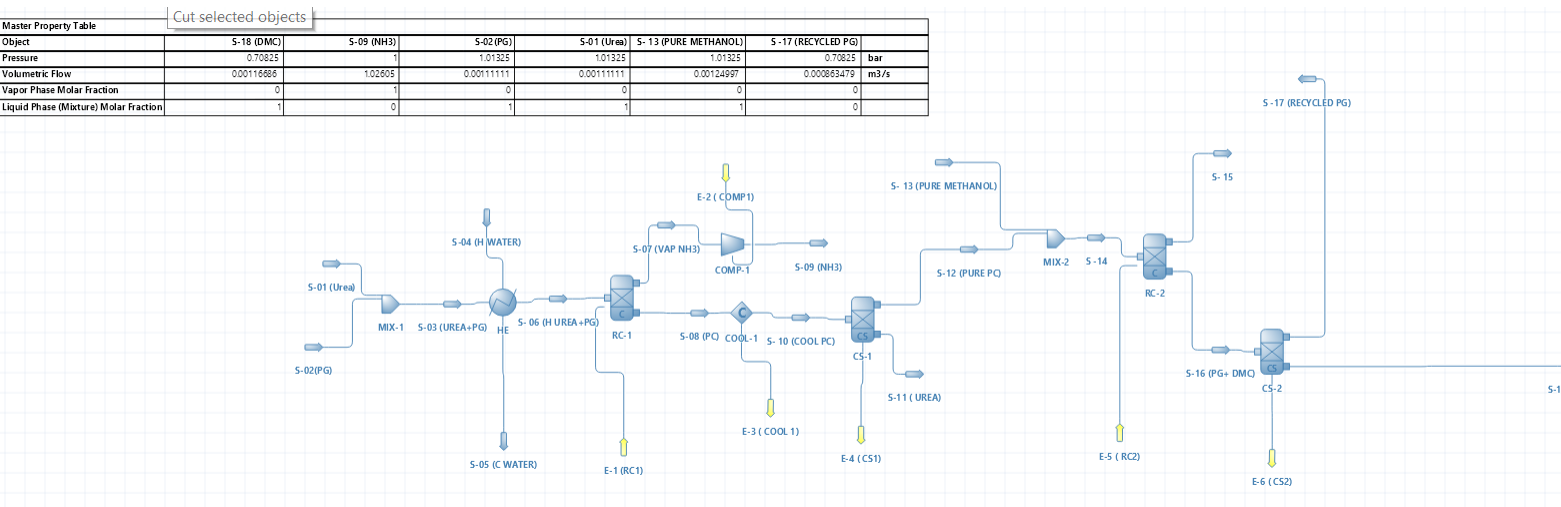 Cut selected objects
Master Property Table
Object S-18 (DMC) S-09 (NH3) S-02(PG) S-01 (Urea) S- 13 (PURE METHANOL) S -17 (RECYCLED PG)
Pressure 0.70825 1 1.01325 1.01325 1.01325 0.70825 bar
Volumetric Flow 0.00116686 1.02605 0.00111111 0.00111111 0.00124997 0.000863479 m3/s
Vapor Phase Molar Fraction 0 1 0 0 0 0
Liquid Phase (Mixture) Molar Fraction 1 0 1 1 1 0
S -17 (RECYCLED PG)
S- 15
S- 13 (PURE METHANOL)
E-2 ( COMP1)
S-04 (H WATER)
S-07 (VAP NH3)
COMP-1
S-09 (NH3)
S-12 (PURE PC)
MIX-2
S -14
C
RC-2
S-01 (Urea)
MIX-1
S-03 (UREA+PG)
HE
S- 06 (H UREA+PG)
C
RC-1
S-08 (PC)
C
COOL-1
S- 10 (COOL PC)
CS
CS-1
S-02(PG)
S-11 ( UREA)
S-16 (PG+ DMC)
CS
CS-2
S-1
E-3 ( COOL 1)
S-05 (C WATER)
E-1 (RC1)
E-4 ( CS1)
E-5 ( RC2)
E-6 ( CS2)